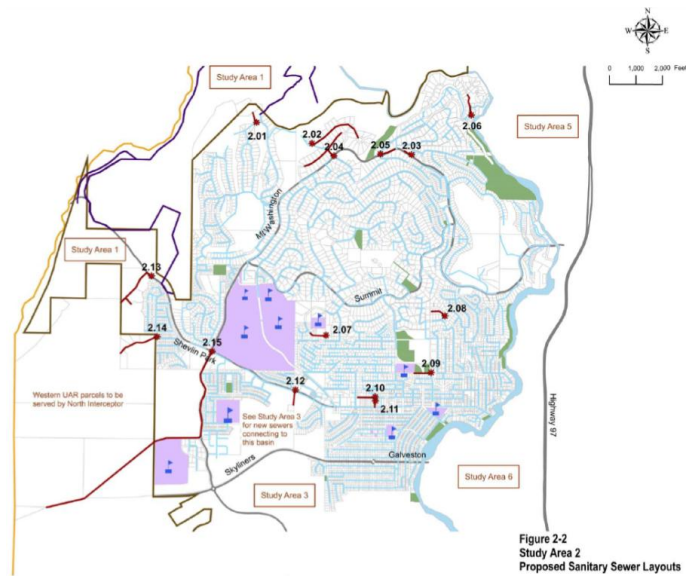 N
W E
S
0 1,000 2,000 Feet
Study Area 1
2.01
2.02
2.04
2.05
2.03
2.06
Study Area 5
Mt Washington
Study Area 1
2.13
2.14
2.15
Shevlin Park
Summit
2.07
2.08
2.09
2.10
2.11
2.12
Western UAR parcels to be
served by North Interceptor
See Study Area 3
for new sewers
connecting to
this basin
Highway 97
Skyliners
Galveston
Study Area 3
Study Area 6
Figure 2-2
Study Area 2
Proposed Sanitary Sewer Layouts